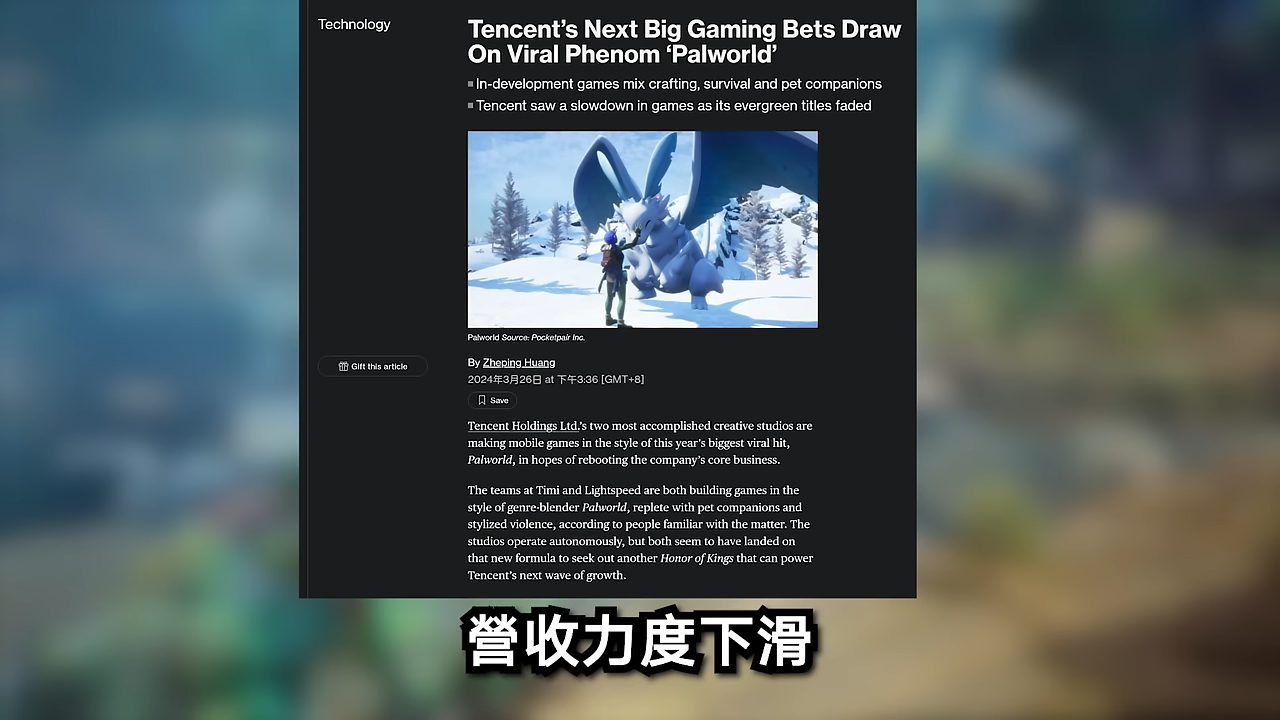 Technology
Tencent’s Next Big Gaming Bets Draw
On Viral Phenom ‘Palworld’
In-development games mix crafting, survival and pet companions
Tencent saw a slowdown in games as its evergreen titles faded
Palworld Source: Pocketpair Inc.
Gift this article
By Zheping Huang
2024年3月26日 at 下午3:36 [GMT+8]
Save
Tencent Holdings Ltd.’s two most accomplished creative studios are
making mobile games in the style of this year’s biggest viral hit,
Palworld, in hopes of rebooting the company’s core business.
The teams at Timi and Lightspeed are both building games in the
style of genre-blender Palworld, replete with pet companions and
stylized violence, according to people familiar with the matter. The
studios operate autonomously, but both seem to have landed on
that new formula to seek out another Honor of Kings that can power
Tencent’s next wave of growth.
營收力度下滑